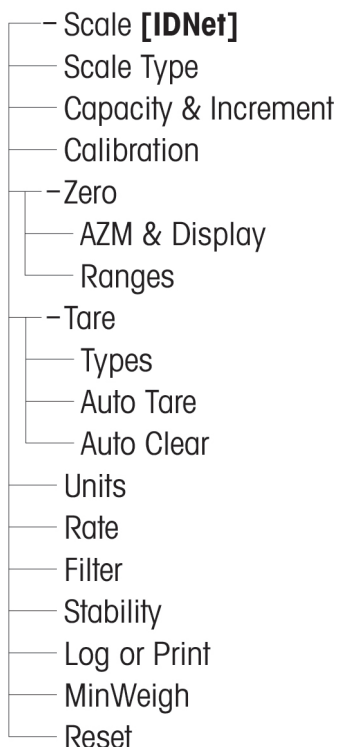 Scale [IDNet]
Scale Type
Capacity & Increment
Calibration
Zero
AZM & Display
Ranges
Tare
Types
Auto Tare
Auto Clear
Units
Rate
Filter
Stability
Log or Print
MinWeigh
Reset